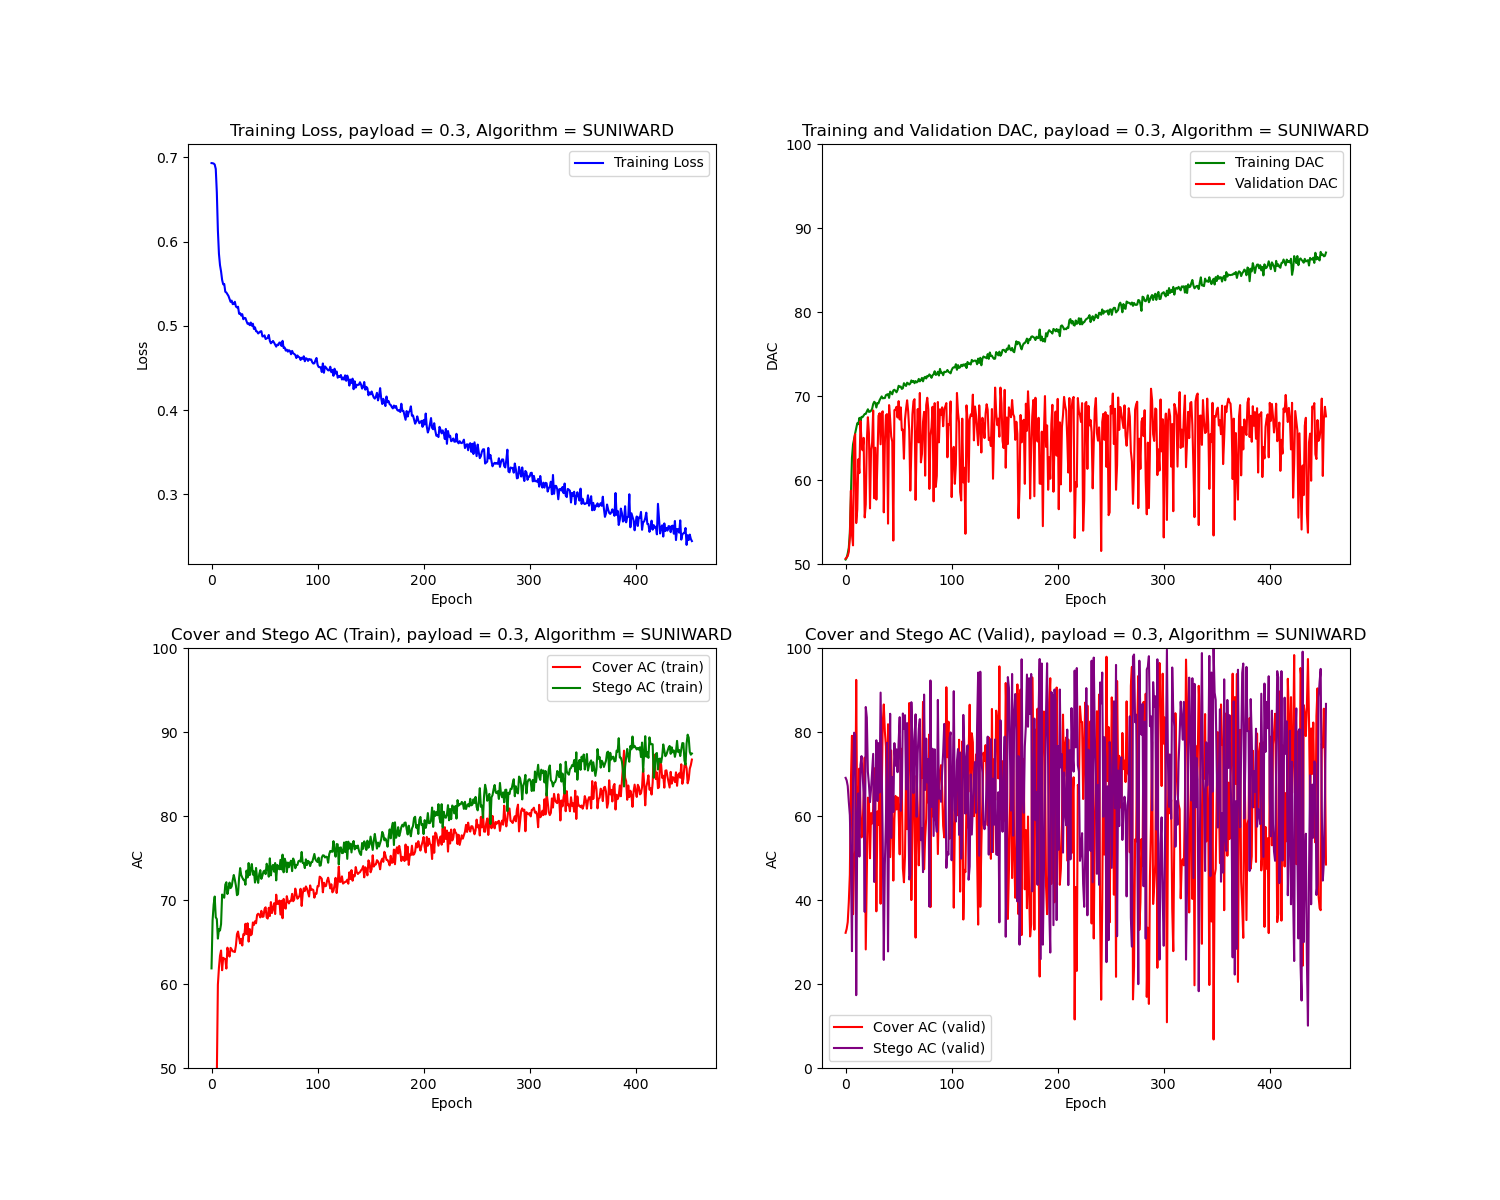 Training Loss, payload = 0.3, Algorithm = SUNIWARD
Training Loss
0.7
0.6
0.5
0.4
0.3
Loss
0 100 200 300 400
Epoch
Training and Validation DAC, payload = 0.3, Algorithm = SUNIWARD
Training DAC
Validation DAC
100
90
80
70
60
50
DAC
0 100 200 300 400
Epoch
Cover and Stego AC (Train), payload = 0.3, Algorithm = SUNIWARD
Cover AC (train)
Stego AC (train)
100
90
80
70
60
50
AC
0 100 200 300 400
Epoch
Cover and Stego AC (Valid), payload = 0.3, Algorithm = SUNIWARD
100
80
60
40
20
0
AC
Cover AC (valid)
Stego AC (valid)
0 100 200 300 400
Epoch